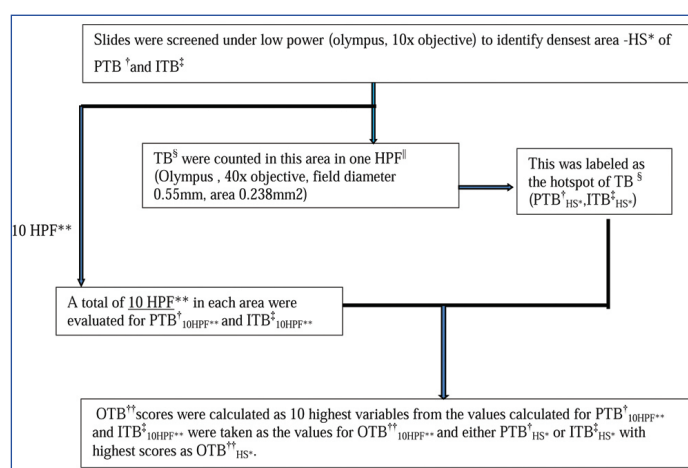 Slides were screened under low power (olympus, 10x objective) to identify densest area -HS* of
PTB †and ITB‡
TB§ were counted in this area in one HPF‖
(Olympus , 40x objective, field diameter
0.55mm, area 0.238mm2)
This was labeled as
the hotspot of TB §
(PTB†HS*,ITB‡HS*)
10 HPF**
A total of 10 HPF** in each area were
evaluated for PTB†10HPF** and ITB‡10HPF**
OTB††scores were calculated as 10 highest variables from the values calculated for PTB†10HPF**
and ITB‡10HPF** were taken as the values for OTB††10HPF** and either PTB†HS* or ITB‡HS* with
highest scores as OTB††HS*.